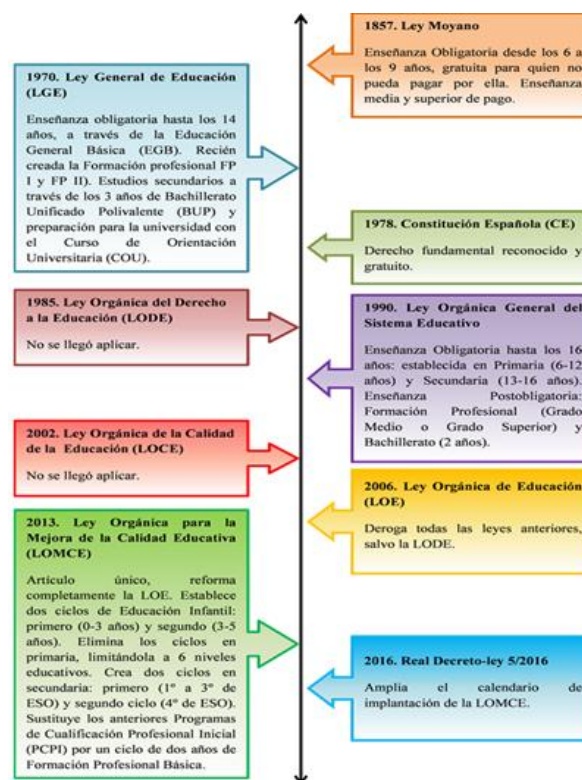 1857. Ley Moyano
Enseñanza Obligatoria desde los 6 a
los 9 años, gratuita para quien no
pueda pagar por ella. Enseñanza
media y superior de pago.
1970. Ley General de Educación
(LGE)
Enseñanza obligatoria hasta los 14
años, a través de la Educación
General Básica (EGB). Recién
creada la Formación profesional FP
I y FP II). Estudios secundarios a
través de los 3 años de Bachillerato
Unificado Polivalente (BUP) y
preparación para la universidad con
el Curso de Orientación
Universitaria (COU).
1978. Constitución Española (CE)
Derecho fundamental reconocido y
gratuito.
1985. Ley Orgánica del Derecho
a la Educación (LODE)
No se llegó aplicar.
1990. Ley Orgánica General del
Sistema Educativo
Enseñanza Obligatoria hasta los 16
años: establecida en Primaria (6-12
años) y Secundaria (13-16 años).
Enseñanza Postobligatoria:
Formación Profesional (Grado
Medio o Grado Superior) y
Bachillerato (2 años).
2002. Ley Orgánica de la Calidad
de la Educación (LOCE)
No se llegó aplicar.
2006. Ley Orgánica de Educación
(LOE)
Deroga todas las leyes anteriores,
salvo la LODE.
2013. Ley Orgánica para la
Mejora de la Calidad Educativa
(LOMCE)
Artículo único, reforma
completamente la LOE. Establece
dos ciclos de Educación Infantil:
primero (0-3 años) y segundo (3-5
años). Elimina los ciclos en
primaria, limitándola a 6 niveles
educativos. Crea dos ciclos en
secundaria: primero (1º a 3º de
ESO) y segundo ciclo (4º de ESO).
Sustituye los anteriores Programas
de Cualificación Profesional Inicial
(PCPI) por un ciclo de dos años de
Formación Profesional Básica.
2016. Real Decreto-ley 5/2016
Amplía el calendario de
implantación de la LOMCE.